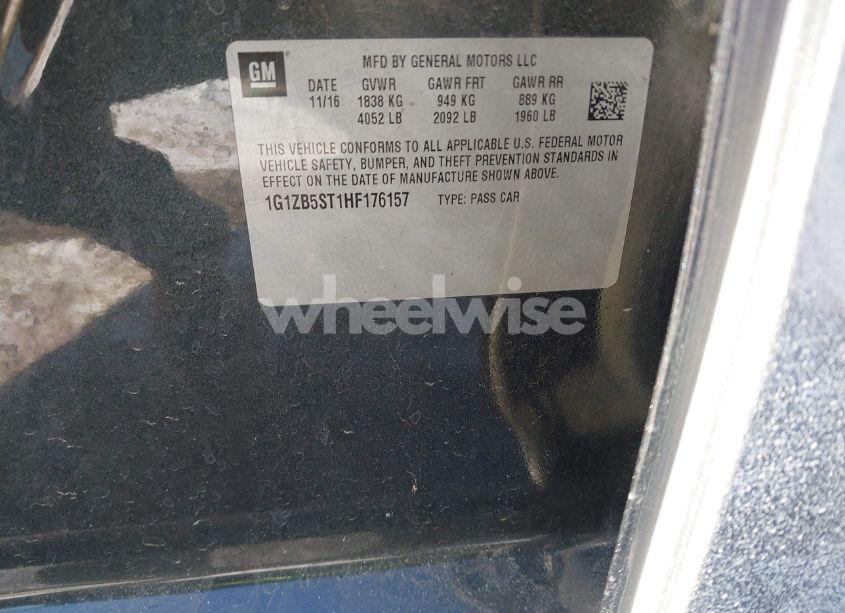 GM
MFD BY GENERAL MOTORS LLC
DATE GVWR GAWR FRT GAWR RR
11/16 1838 KG 949 KG 889 KG
4052 LB 2092 LB 1960 LB
THIS VEHICLE CONFORMS TO ALL APPLICABLE U.S. FEDERAL MOTOR
VEHICLE SAFETY, BUMPER, AND THEFT PREVENTION STANDARDS IN
EFFECT ON THE DATE OF MANUFACTURE SHOWN ABOVE.
1G1ZB5ST1HF176157 TYPE: PASS CAR
wheelwise